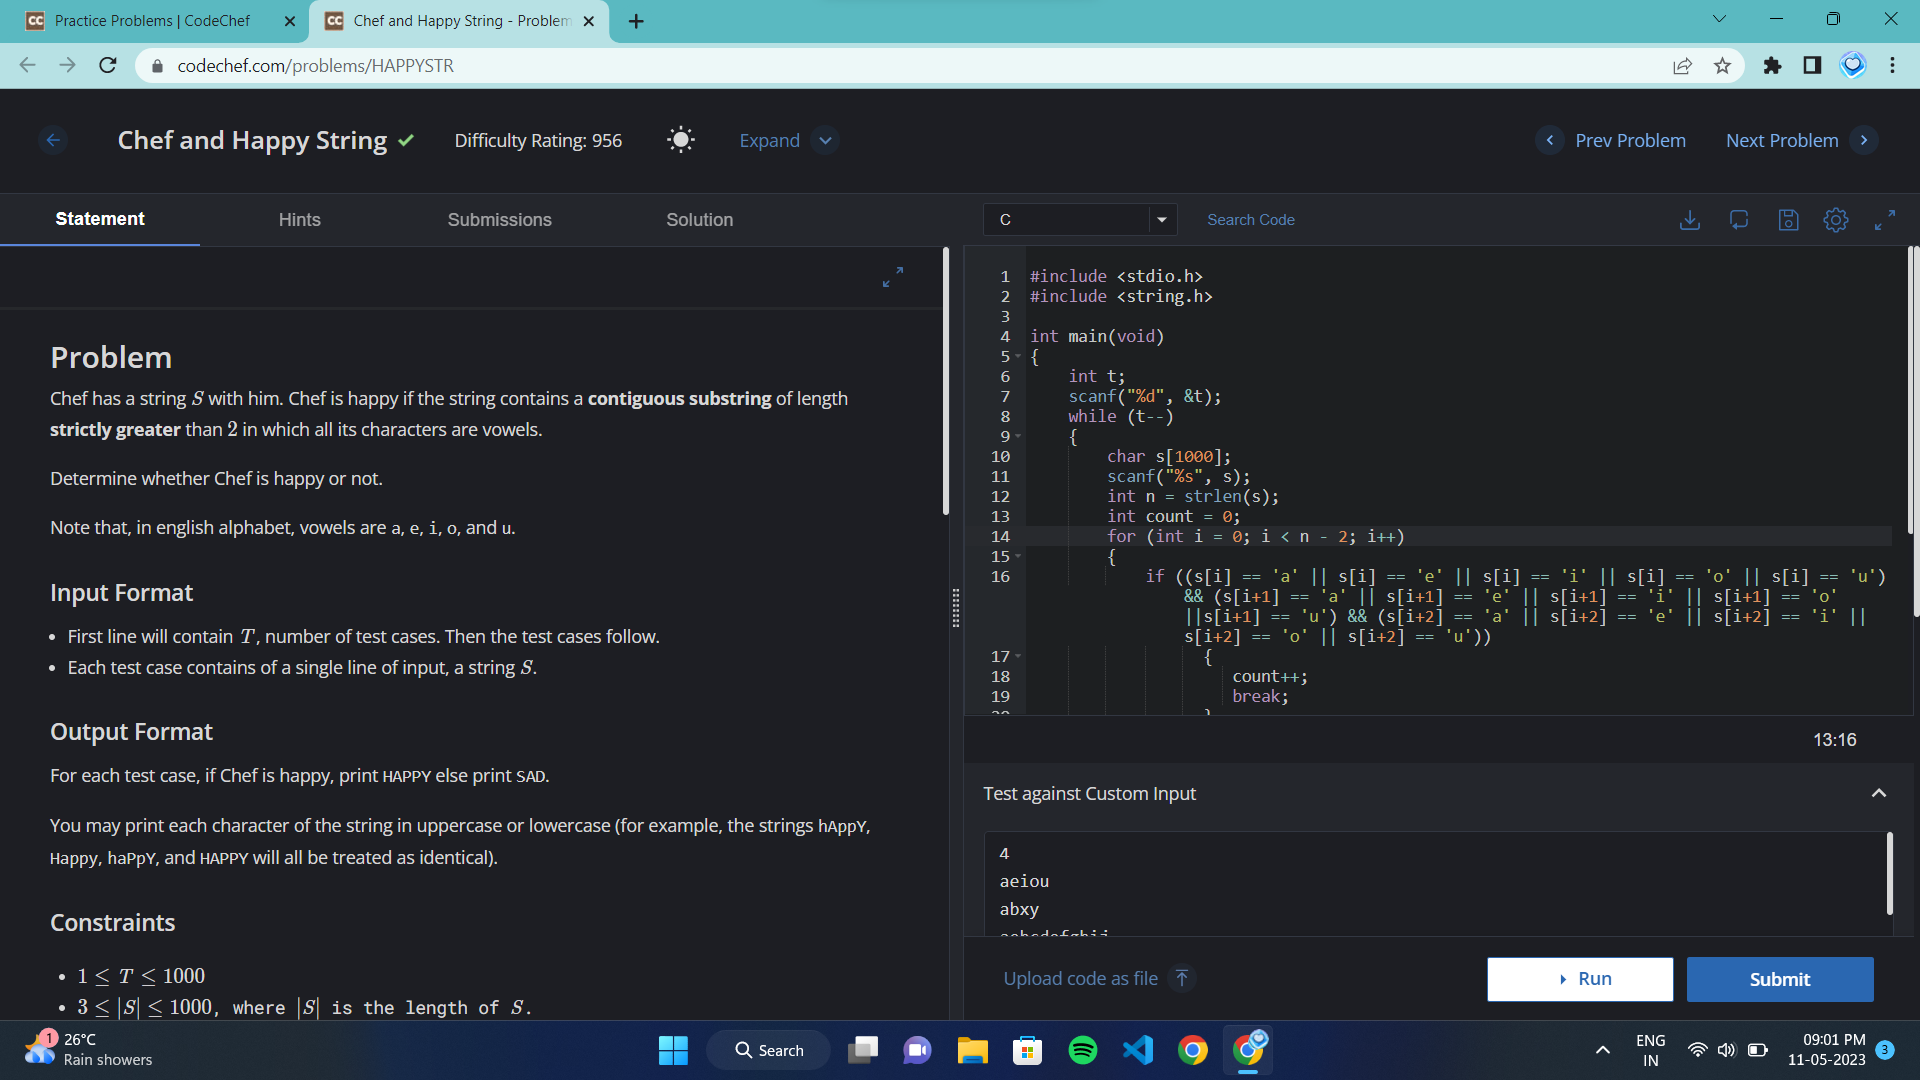 Practice Problems | CodeChef
Chef and Happy String - Problem
codechef.com/problems/HAPPYSTR
Chef and Happy String
Difficulty Rating: 956
Expand
Prev Problem
Next Problem
Statement
Hints
Submissions
Solution
C
Search Code
Problem
Chef has a string S with him. Chef is happy if the string contains a contiguous substring of length
strictly greater than 2 in which all its characters are vowels.
Determine whether Chef is happy or not.
Note that, in english alphabet, vowels are a, e, i, o, and u.
Input Format
• First line will contain T, number of test cases. Then the test cases follow.
• Each test case contains of a single line of input, a string S.
Output Format
For each test case, if Chef is happy, print HAPPY else print SAD.
You may print each character of the string in uppercase or lowercase (for example, the strings hAppY,
Happy, haPpY, and HAPPY will all be treated as identical).
Constraints
• 1 ≤ T ≤ 1000
• 3 ≤ |S| ≤ 1000, where |S| is the length of S.
1 #include <stdio.h>
2 #include <string.h>
3
4 int main(void)
5 {
6 int t;
7 scanf("%d", &t);
8 while (t--)
9 {
10 char s[1000];
11 scanf("%s", s);
12 int n = strlen(s);
13 int count = 0;
14 for (int i = 0; i < n - 2; i++)
15 {
16 if ((s[i] == 'a' || s[i] == 'e' || s[i] == 'i' || s[i] == 'o' || s[i] == 'u')
&& (s[i+1] == 'a' || s[i+1] == 'e' || s[i+1] == 'i' || s[i+1] == 'o'
||s[i+1] == 'u') && (s[i+2] == 'a' || s[i+2] == 'e' || s[i+2] == 'i' ||
s[i+2] == 'o' || s[i+2] == 'u'))
17 {
18 count++;
19 break;
13:16
Test against Custom Input
4
aeiou
abxy
Upload code as file
Run
Submit
1
26°C
Rain showers
Search
ENG
IN
09:01 PM
11-05-2023
3